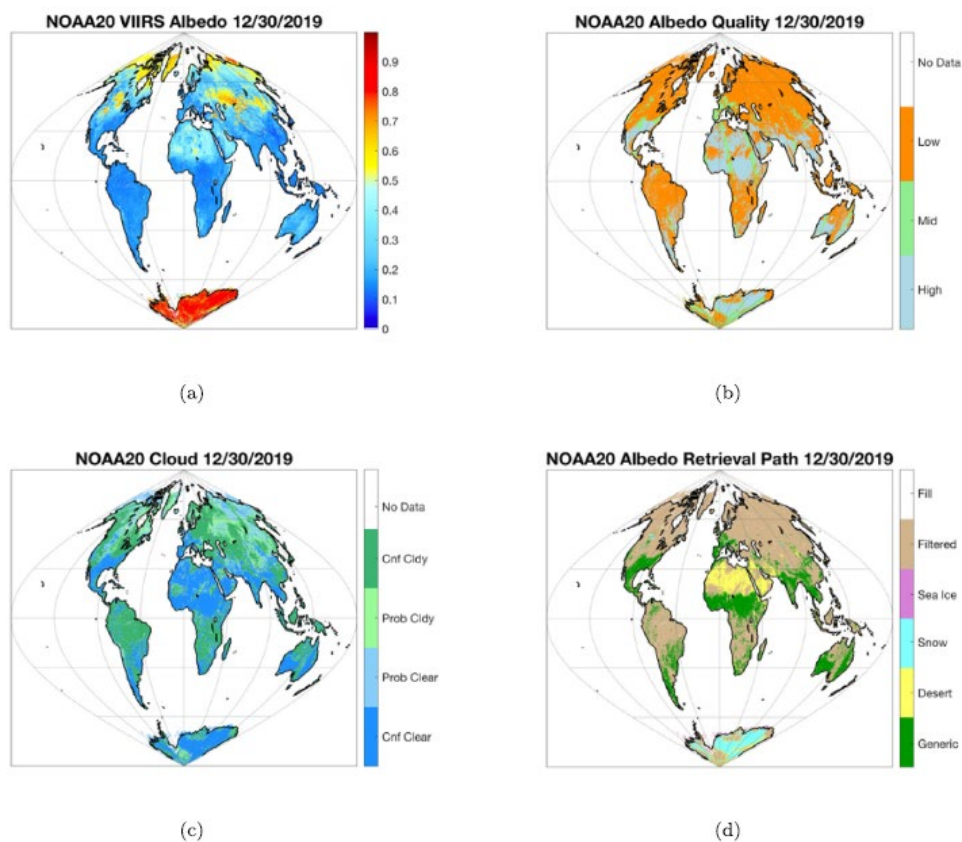 NOAA20 VIIRS Albedo 12/30/2019
0.9
0.8
0.7
0.6
0.5
0.4
0.3
0.2
0.1
0
(a)
NOAA20 Albedo Quality 12/30/2019
No Data
Low
Mid
High
(b)
NOAA20 Cloud 12/30/2019
No Data
Cnf Cldy
Prob Cldy
Prob Clear
Cnf Clear
(c)
NOAA20 Albedo Retrieval Path 12/30/2019
Fill
Filtered
Sea Ice
Snow
Desert
Generic
(d)